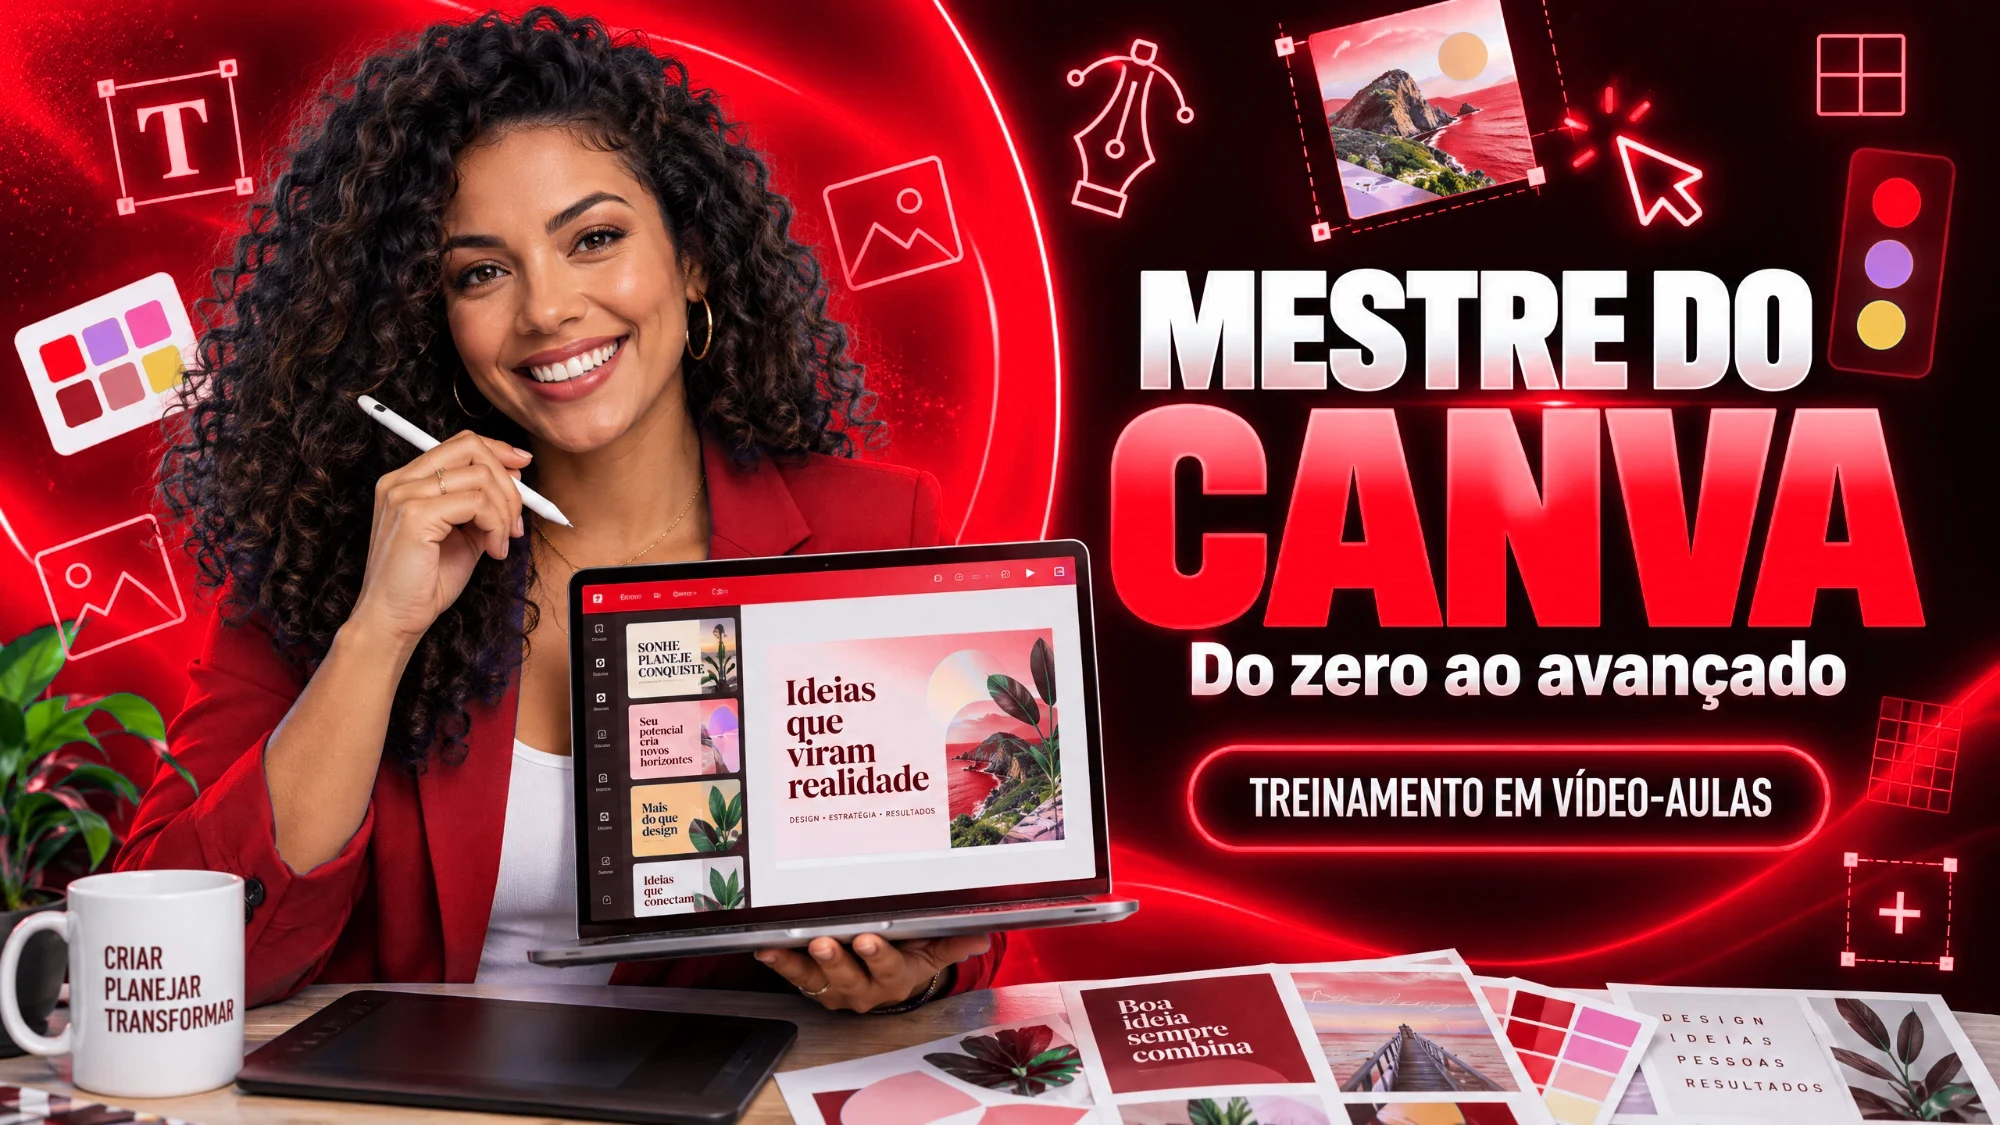 T
MESTRE DO
CANVA
Do zero ao avançado
TREINAMENTO EM VÍDEO-AULAS
SONHE
PLANEJE
CONQUISTE
Seu
potencial
cria
novos
horizontes
Mais
do que
design
Ideias
que
conectam
Ideias
que
viram
realidade
DESIGN • ESTRATÉGIA • RESULTADOS
CRIAR
PLANEJAR
TRANSFORMAR
Boa
ideia
sempre
combina
DESIGN
IDEIAS
PESSOAS
RESULTADOS